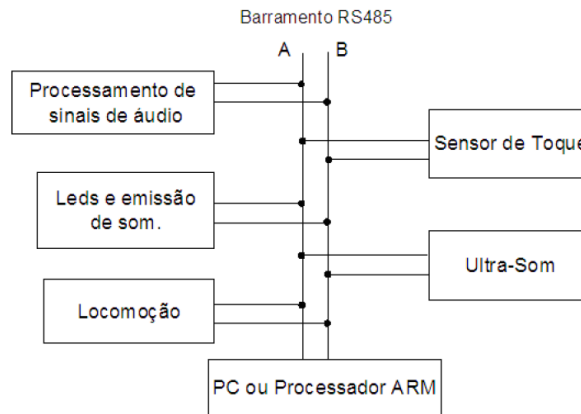 Barramento RS485
A B
Processamento de
sinais de áudio
Sensor de Toque
Leds e emissão
de som.
Ultra-Som
Locomoção
PC ou Processador ARM